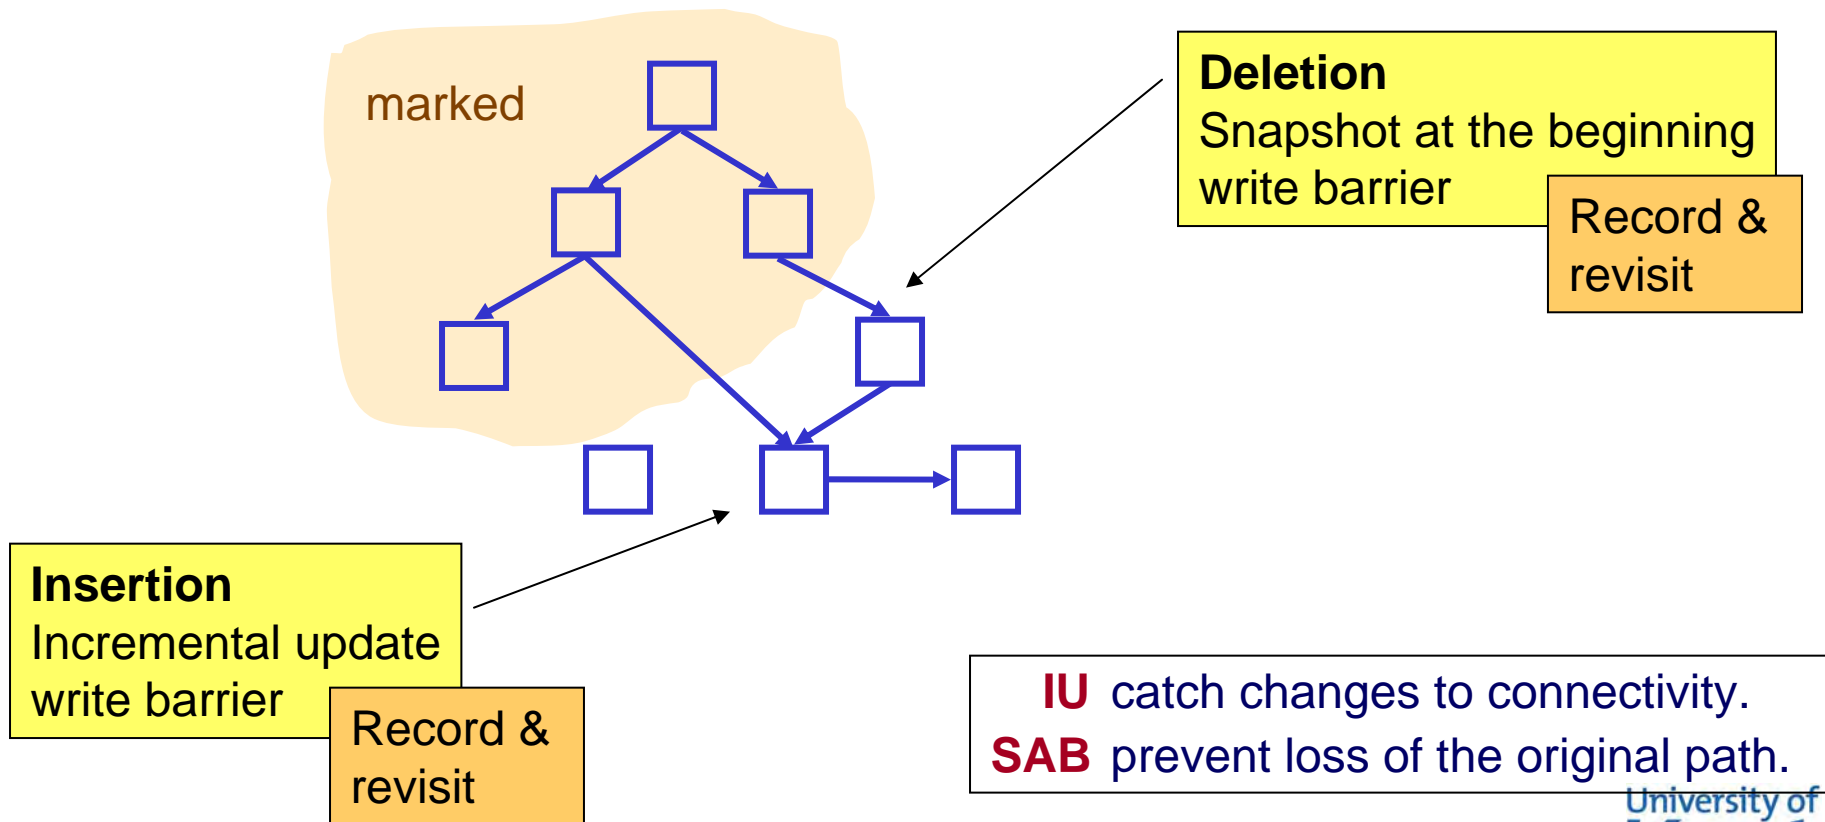 marked
Deletion
Snapshot at the beginning
write barrier
Record &
revisit
Insertion
Incremental update
write barrier
Record &
revisit
IU catch changes to connectivity.
SAB prevent loss of the original path.
University of